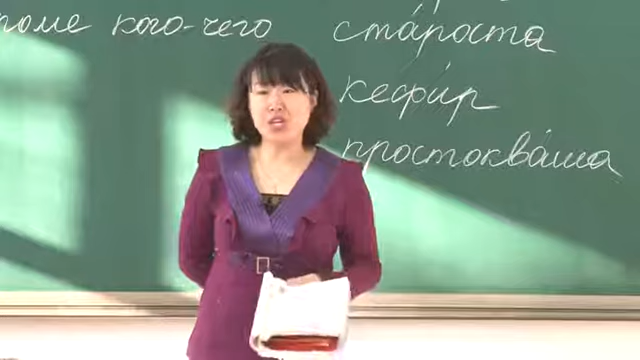 кроме кого-чего
ста́роста
кефи́р
простоква́ша